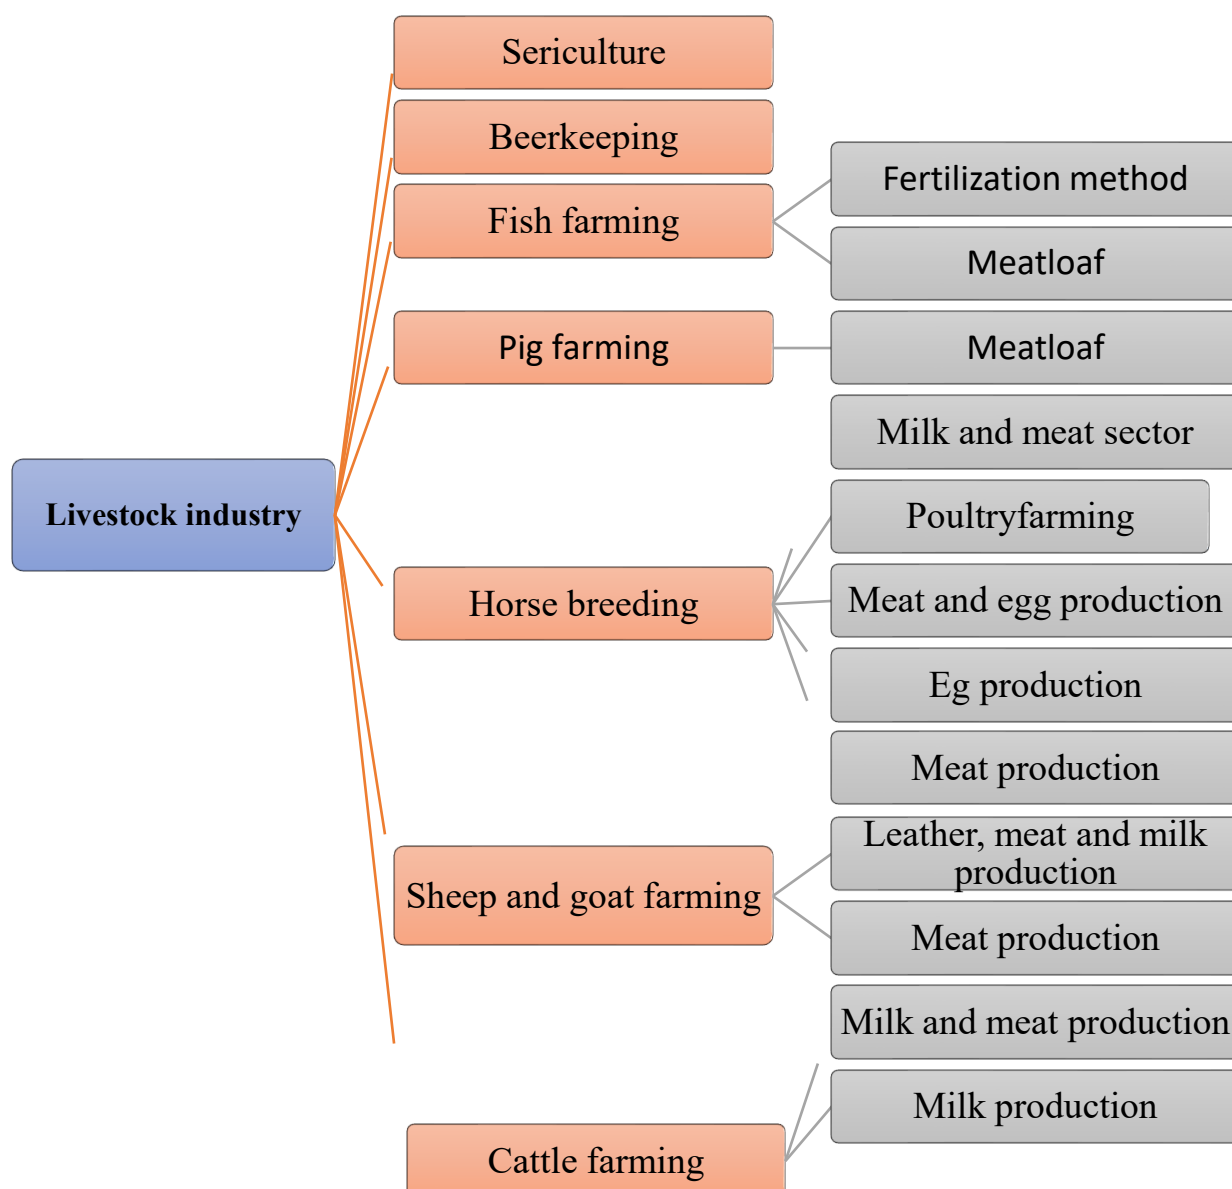 Livestock industry
Sericulture
Beerkeeping
Fish farming
Pig farming
Horse breeding
Sheep and goat farming
Cattle farming
Fertilization method
Meatloaf
Meatloaf
Milk and meat sector
Poultryfarming
Meat and egg production
Eg production
Meat production
Leather, meat and milk
production
Meat production
Milk and meat production
Milk production